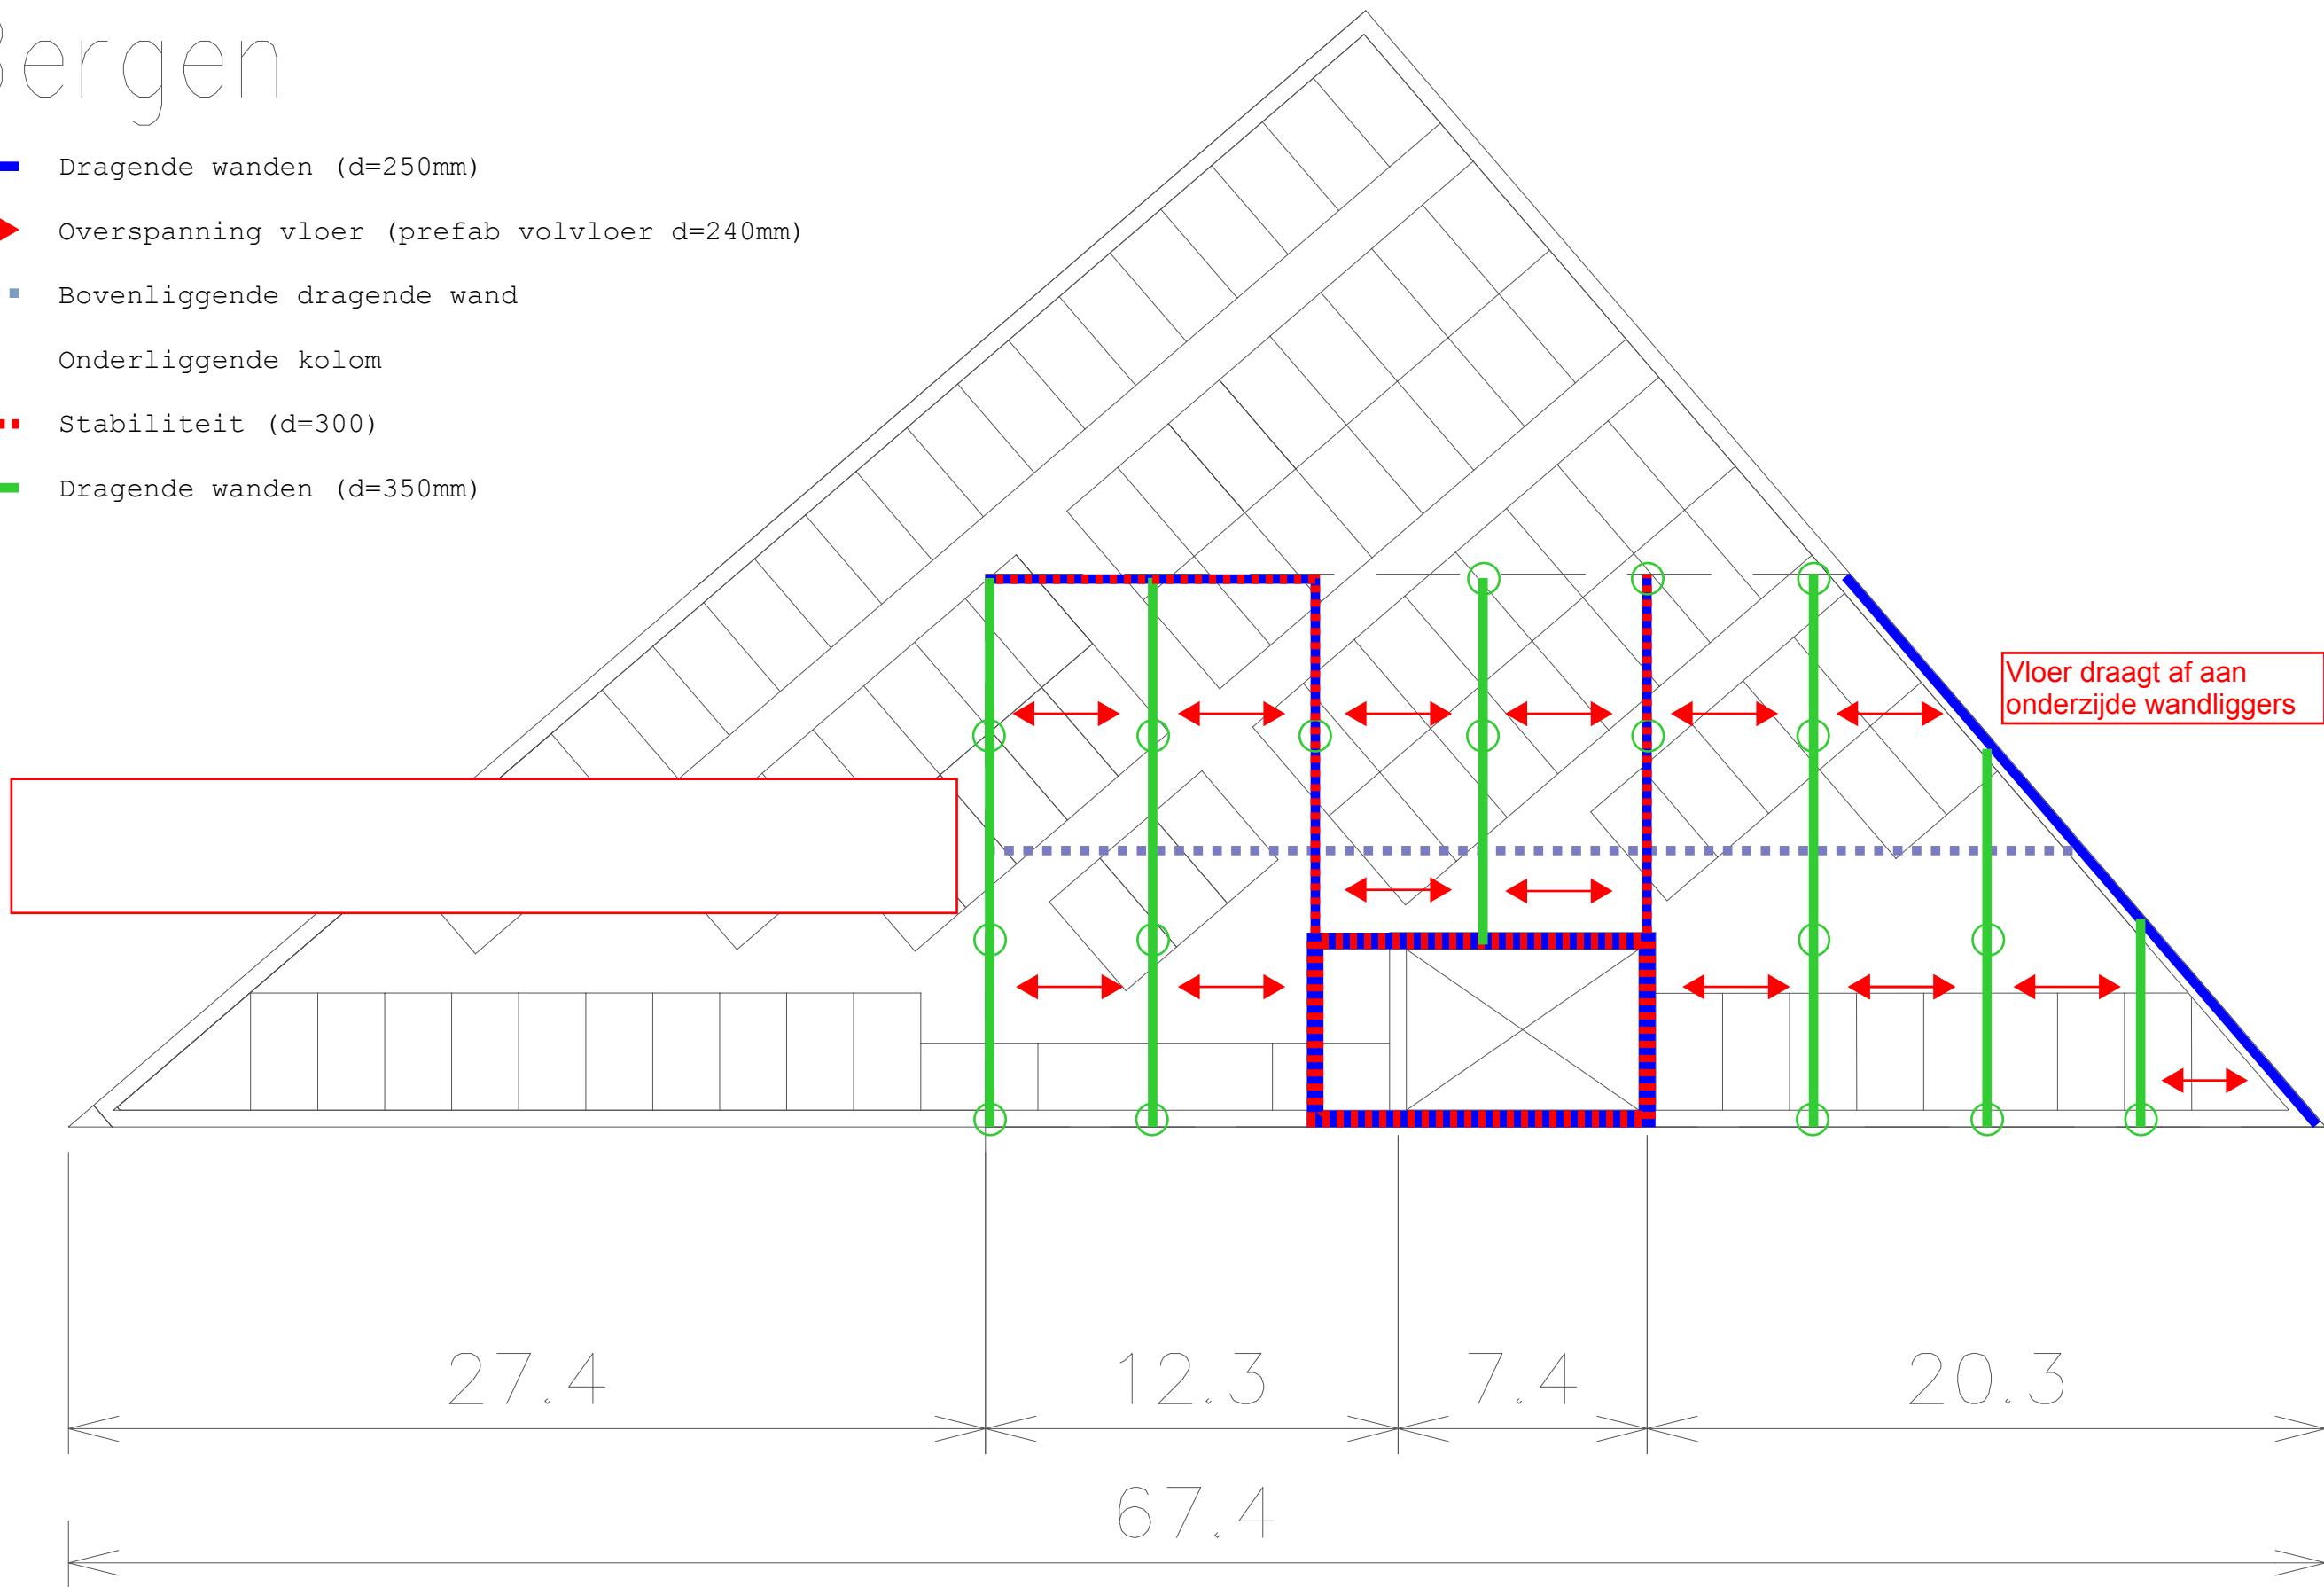 Bergen
Dragende wanden (d=250mm)
Overspanning vloer (prefab volvloer d=240mm)
Bovenliggende dragende wand
Onderliggende kolom
Stabiliteit (d=300)
Dragende wanden (d=350mm)
Vloer draagt af aan
onderzijde wandliggers
27.4
12.3
7.4
20.3
67.4